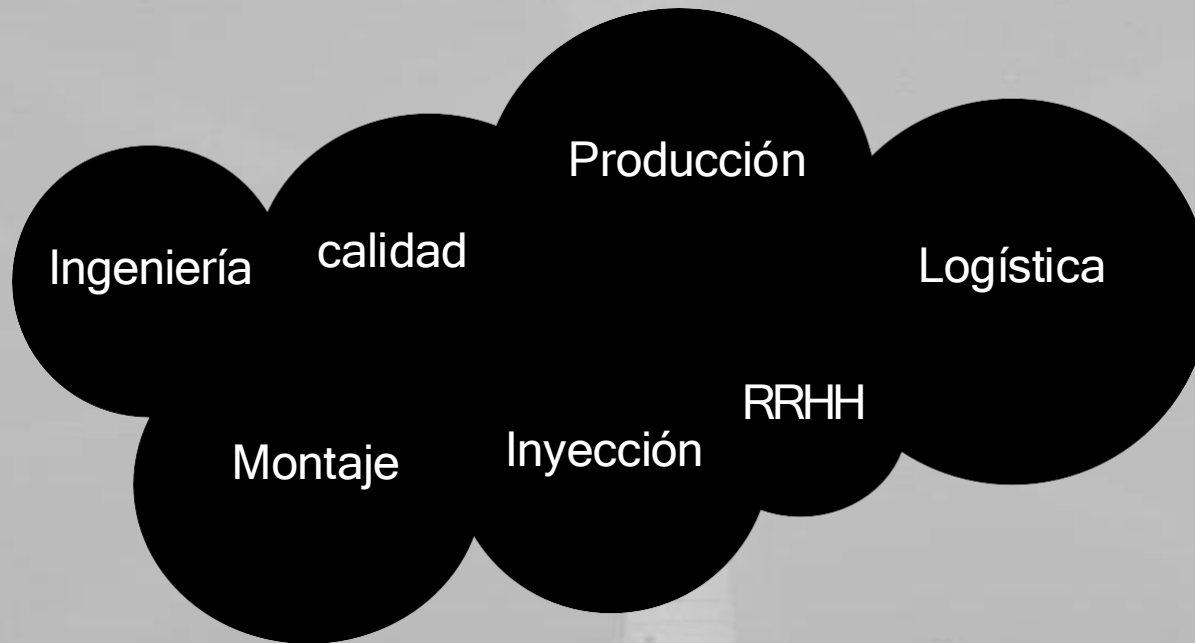 Producción
Ingeniería
calidad
Logística
RRHH
Montaje
Inyección